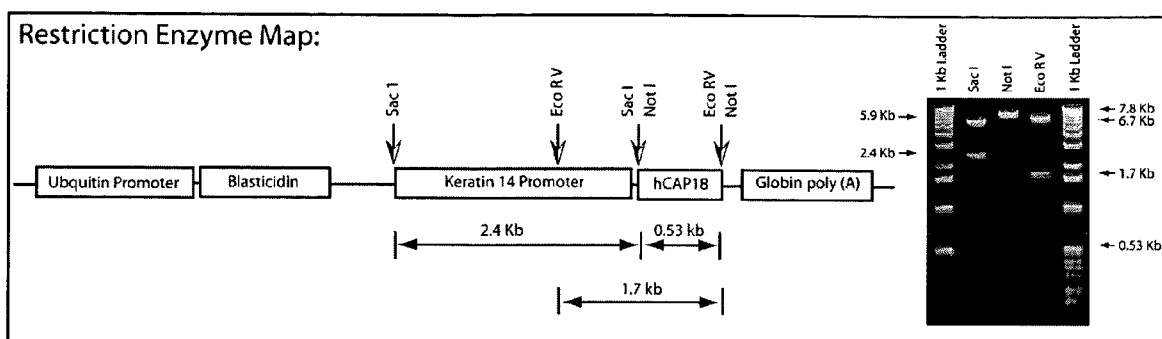 Restriction Enzyme Map:
Sac 1
Eco R V
Sac I
Not I
Eco RV
Not I
Ubquitin Promoter
Blasticidin
Keratin 14 Promoter
hCAP18
Globin poly (A)
2.4 Kb
0.53 kb
1.7 kb
1 Kb Ladder
Sac I
Not I
Eco R V
1 Kb Ladder
5.9 Kb
2.4 Kb
7.8 Kb
6.7 Kb
1.7 Kb
0.53 Kb